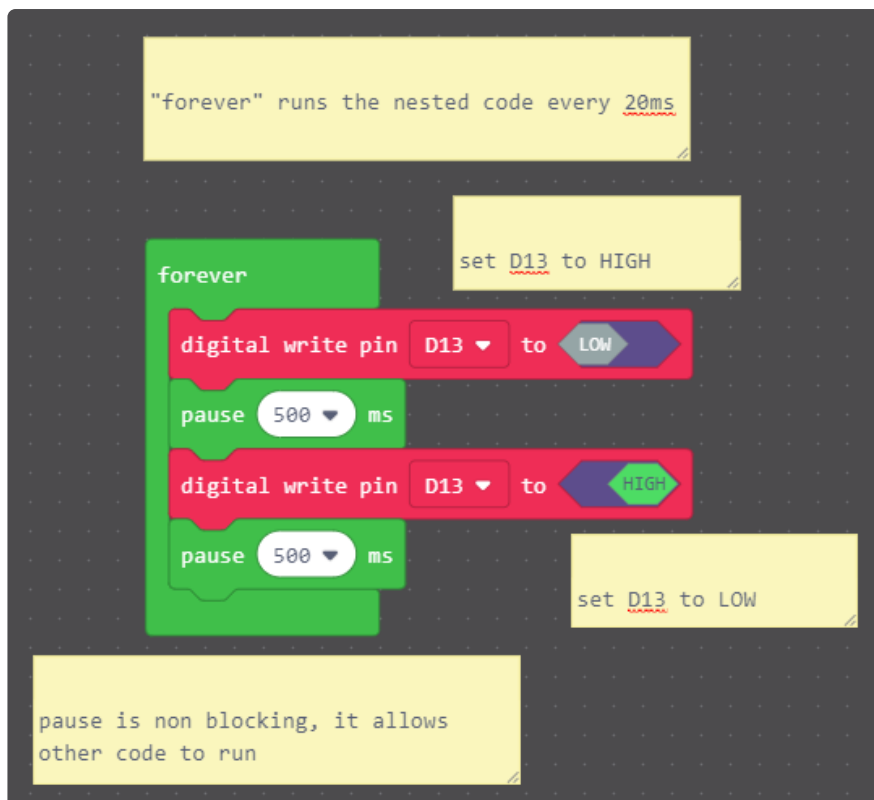 "forever" runs the nested code every 20ms
set D13 to HIGH
forever
digital write pin D13 to LOW
pause 500 ms
digital write pin D13 to HIGH
pause 500 ms
set D13 to LOW
pause is non blocking, it allows
other code to run